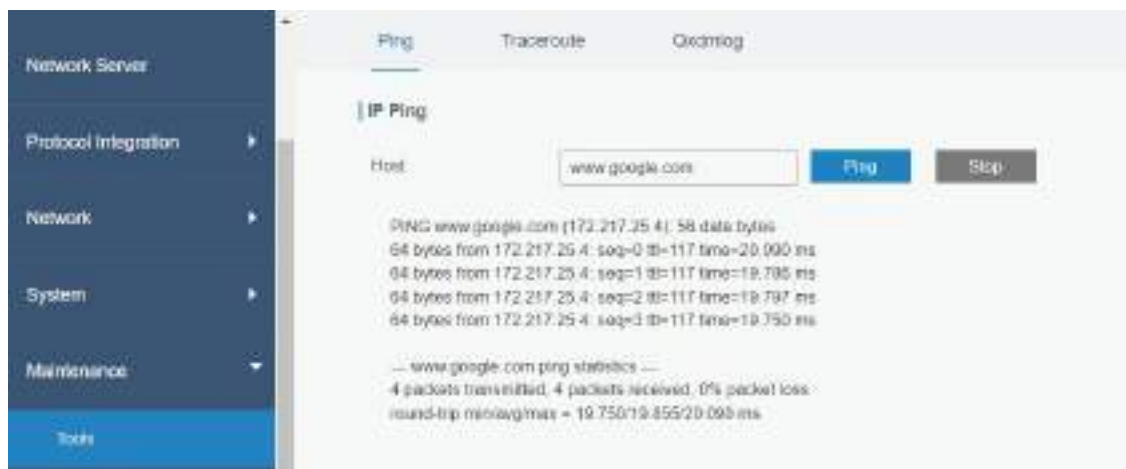 Network Server
Protocol Integration
Network
System
Maintenance
Tools
Ping Traceroute Qxdmlog
IP Ping
Host www.google.com Ping Stop
PING www.google.com (172.217.25.4): 56 data bytes
64 bytes from 172.217.25.4: seq=0 ttl=117 time=20.090 ms
64 bytes from 172.217.25.4: seq=1 ttl=117 time=19.786 ms
64 bytes from 172.217.25.4: seq=2 ttl=117 time=19.797 ms
64 bytes from 172.217.25.4: seq=3 ttl=117 time=19.750 ms
--- www.google.com ping statistics ---
4 packets transmitted, 4 packets received, 0% packet loss
round-trip min/avg/max = 19.750/19.855/20.090 ms